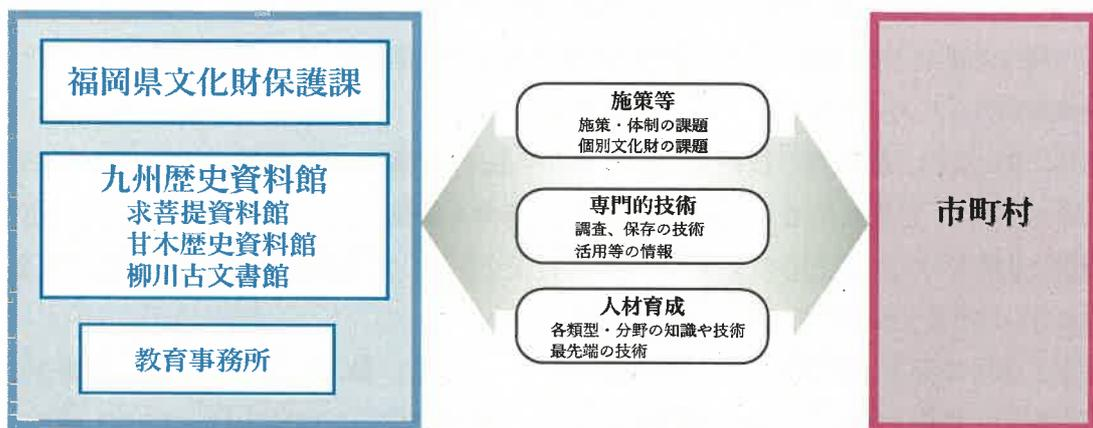 福岡県文化財保護課
九州歴史資料館
求菩提資料館
甘木歴史資料館
柳川古文書館
教育事務所
施策等
施策・体制の課題
個別文化財の課題
専門的技術
調査、保存の技術
活用等の情報
人材育成
各類型・分野の知識や技術
最先端の技術
市町村